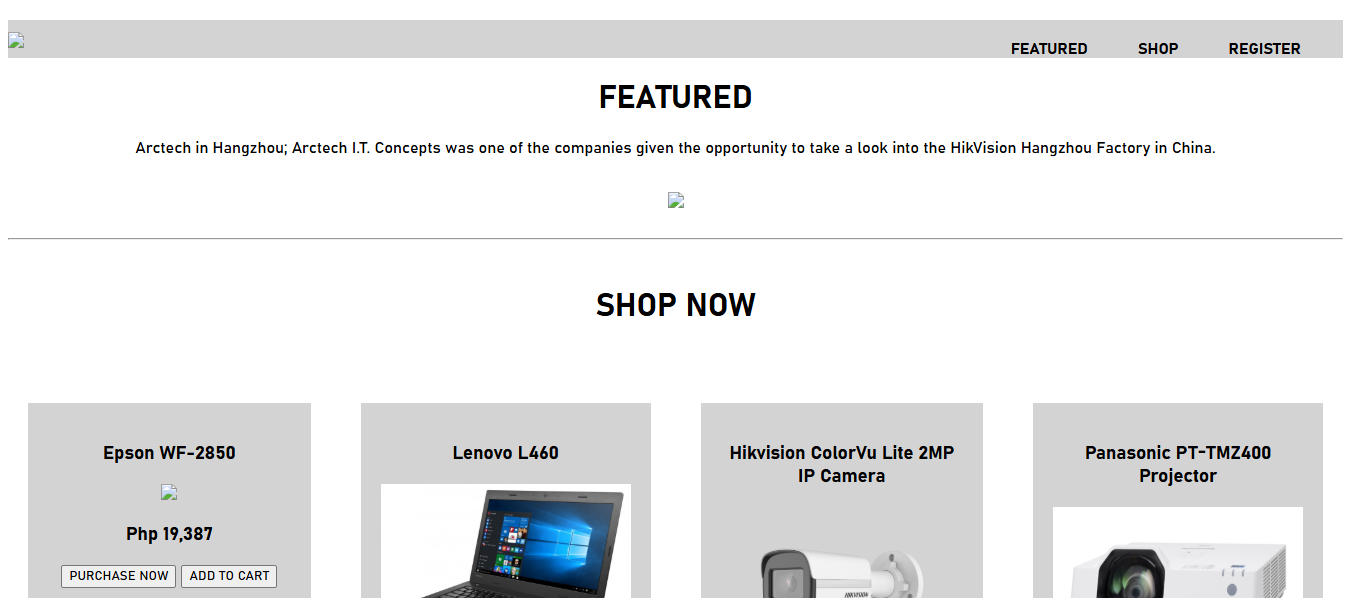 FEATURED SHOP REGISTER
FEATURED
Arctech in Hangzhou; Arctech I.T. Concepts was one of the companies given the opportunity to take a look into the HikVision Hangzhou Factory in China.
SHOP NOW
Epson WF-2850
Php 19,387
PURCHASE NOW ADD TO CART
Lenovo L460
Hikvision ColorVu Lite 2MP
IP Camera
HIKVISION
Panasonic PT-TMZ400
Projector